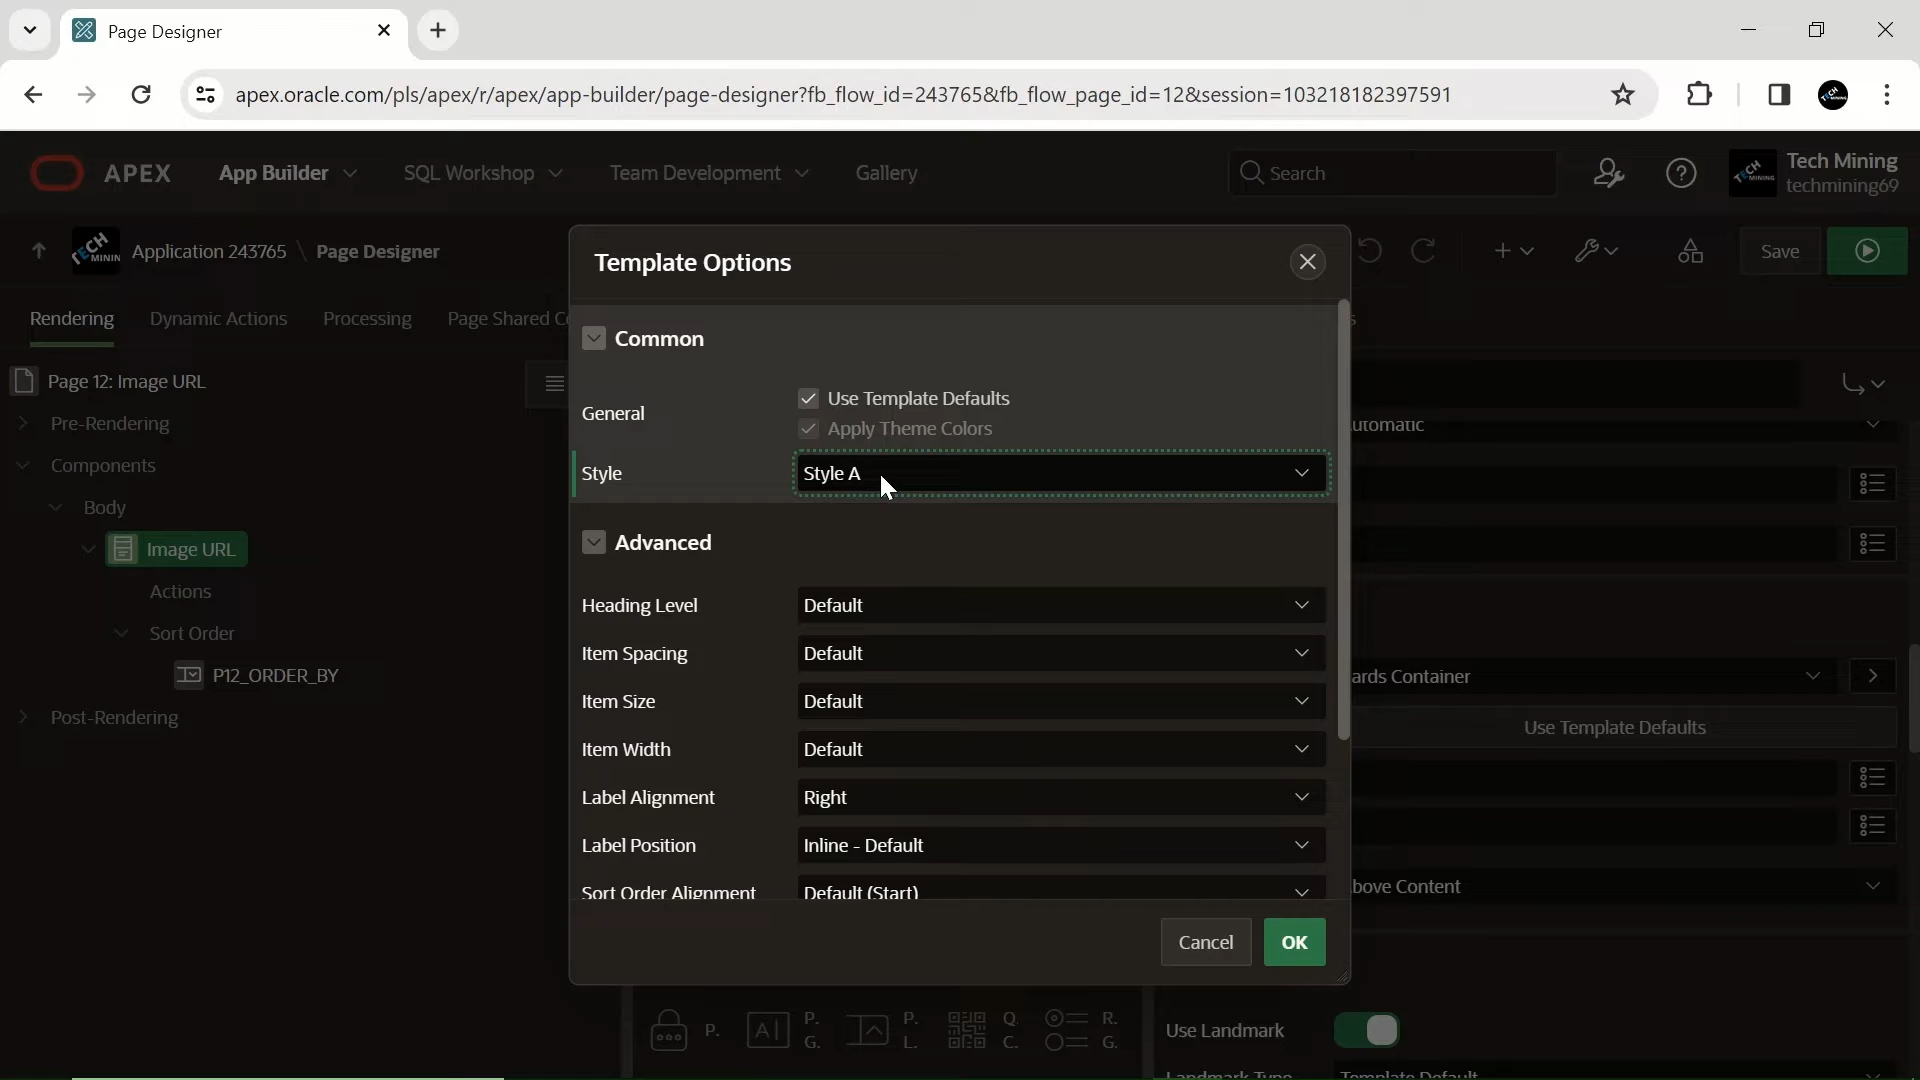 Page Designer
apex.oracle.com/pls/apex/r/apex/app-builder/page-designer?fb_flow_id=243765&fb_flow_page_id=12&session=103218182397591
APEX App Builder SQL Workshop Team Development Gallery Search Tech Mining
techmining69
Application 243765 \ Page Designer Save
Template Options
Rendering Dynamic Actions Processing Page Shared Co
Common
Page 12: Image URL
General Use Template Defaults
Apply Theme Colors
Pre-Rendering
utomatic
Components
Style Style A
Body
Advanced
Image URL
Actions
Heading Level Default
Sort Order
Item Spacing Default
P12_ORDER_BY
ards Container
Item Size Default
Post-Rendering
Use Template Defaults
Item Width Default
Label Alignment Right
Label Position Inline - Default
Sort Order Alignment Default (Start)
bove Content
Cancel OK
P. P. P. Q. R.
G. L. C. G.
Use Landmark
Landmark Type Template Default